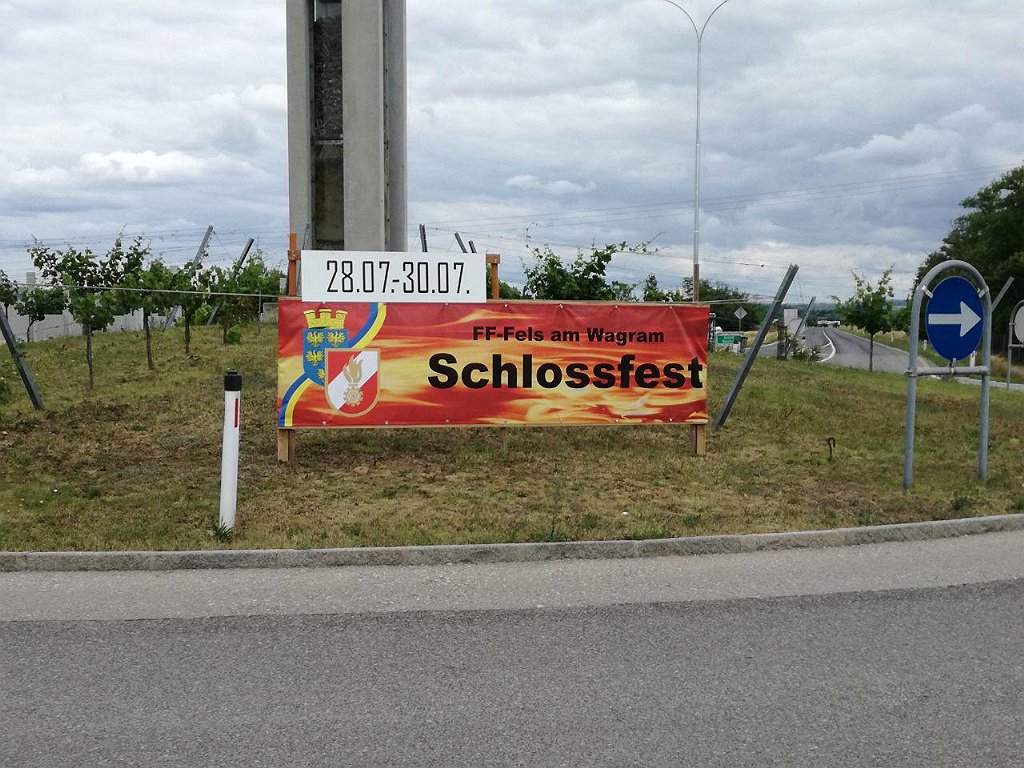 28.07.-30.07.
FF-Fels am Wagram
Schlossfest